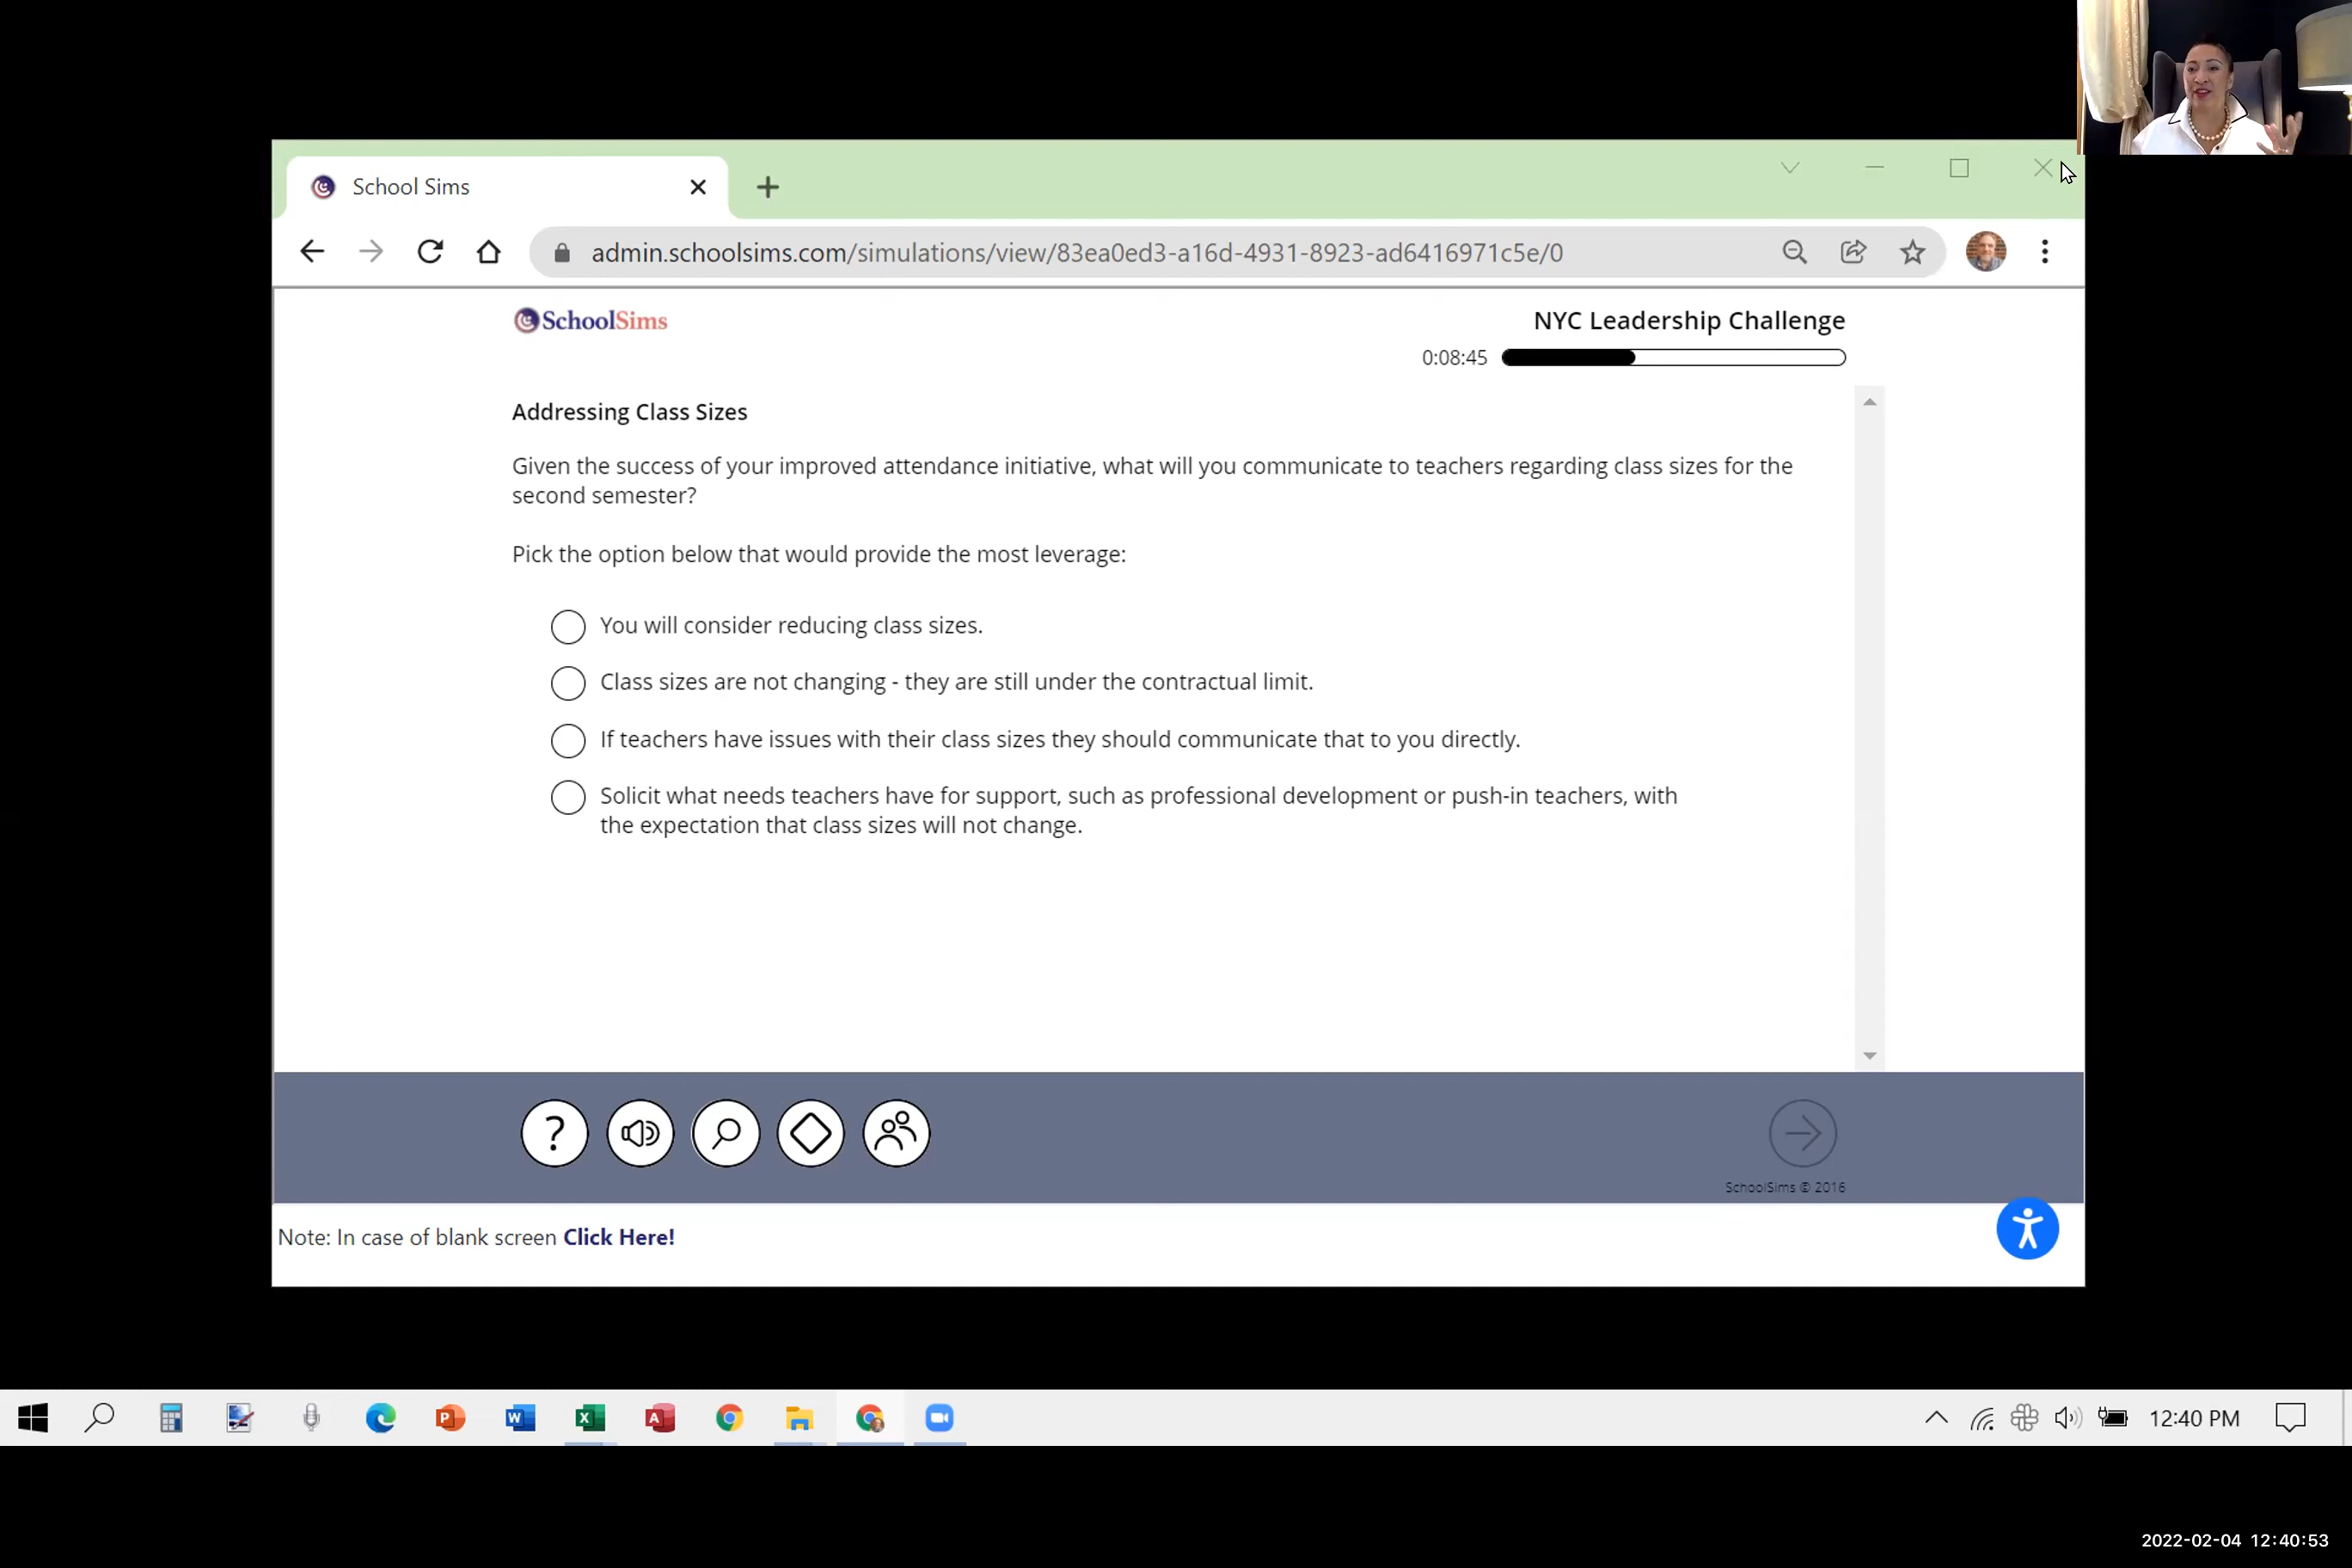 School Sims
admin.schoolsims.com/simulations/view/83ea0ed3-a16d-4931-8923-ad6416971c5e/0
SchoolSims
NYC Leadership Challenge
0:08:45
Addressing Class Sizes
Given the success of your improved attendance initiative, what will you communicate to teachers regarding class sizes for the
second semester?
Pick the option below that would provide the most leverage:
You will consider reducing class sizes.
Class sizes are not changing - they are still under the contractual limit.
If teachers have issues with their class sizes they should communicate that to you directly.
Solicit what needs teachers have for support, such as professional development or push-in teachers, with
the expectation that class sizes will not change.
?
SchoolSims © 2016
Note: In case of blank screen Click Here!
P
W
X
A
12:40 PM
2022-02-04 12:40:53